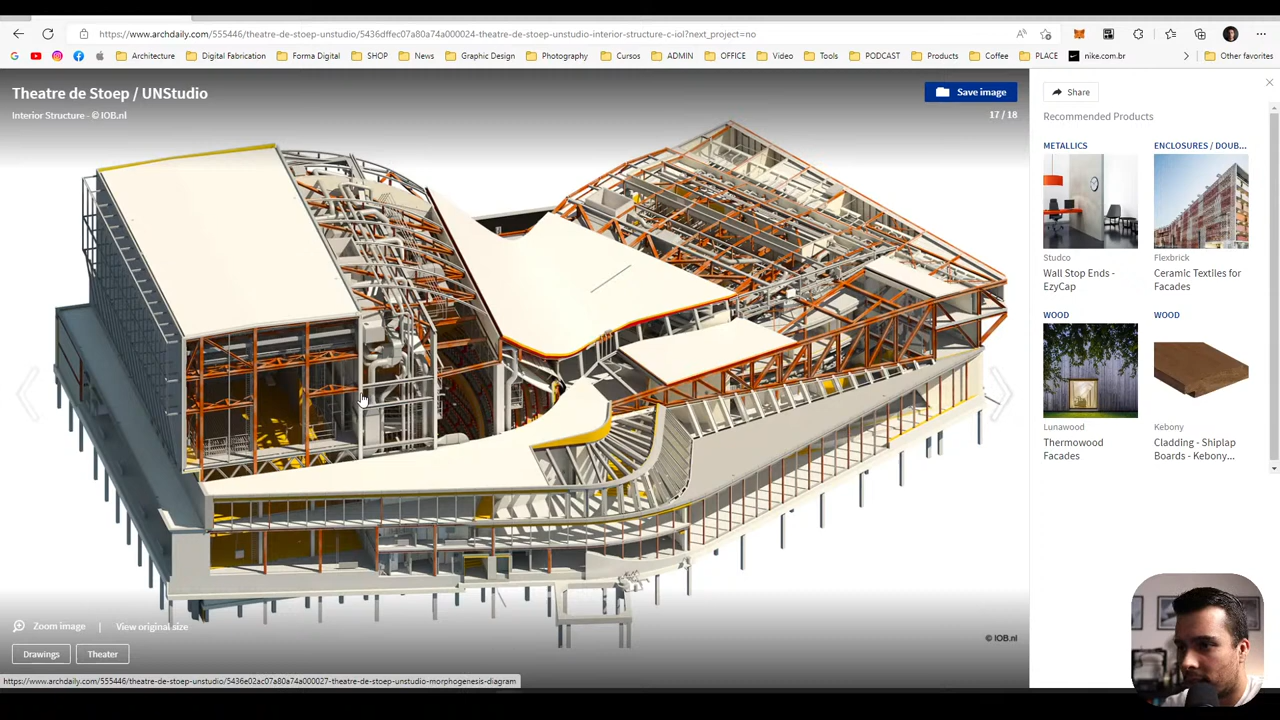 https://www.archdaily.com/555446/theatre-de-stoep-unstudio/5436dffec07a80a74a000024-theatre-de-stoep-unstudio-interior-structure-c-iol?next_project=no
Architecture
Digital Fabrication
Forma Digital
$HOP
News
Graphic Design
Photography
Cursos
ADMIN
OFFICE
Video
Tools
PODCAST
Products
Coffee
PLACE
nike.com.br
Other favorites
Theatre de Stoep / UNStudio
Interior Structure - © IOB.nl
Save image
17 / 18
Share
Recommended Products
METALLICS
Studco
Wall Stop Ends -
EzyCap
ENCLOSURES / DOUB...
Flexbrick
Ceramic Textiles for
Facades
WOOD
Lunawood
Thermowood
Facades
WOOD
Kebony
Cladding - Shiplap
Boards - Kebony...
© IOB.nl
Zoom image | View original size
Drawings
Theater
https://www.archdaily.com/555446/theatre-de-stoep-unstudio/5436e02ac07a80a74a000027-theatre-de-stoep-unstudio-morphogenesis-diagram